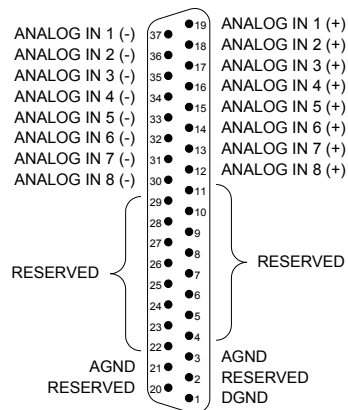 ANALOG IN 1 (-) 37 19 ANALOG IN 1 (+)
ANALOG IN 2 (-) 36 18 ANALOG IN 2 (+)
ANALOG IN 3 (-) 35 17 ANALOG IN 3 (+)
ANALOG IN 4 (-) 34 16 ANALOG IN 4 (+)
ANALOG IN 5 (-) 33 15 ANALOG IN 5 (+)
ANALOG IN 6 (-) 32 14 ANALOG IN 6 (+)
ANALOG IN 7 (-) 31 13 ANALOG IN 7 (+)
ANALOG IN 8 (-) 30 12 ANALOG IN 8 (+)
29 11
28 10
27 9
26 8
RESERVED 25 7 RESERVED
24 6
23 5
22 4
AGND 21 3 AGND
RESERVED 20 2 RESERVED
1 DGND